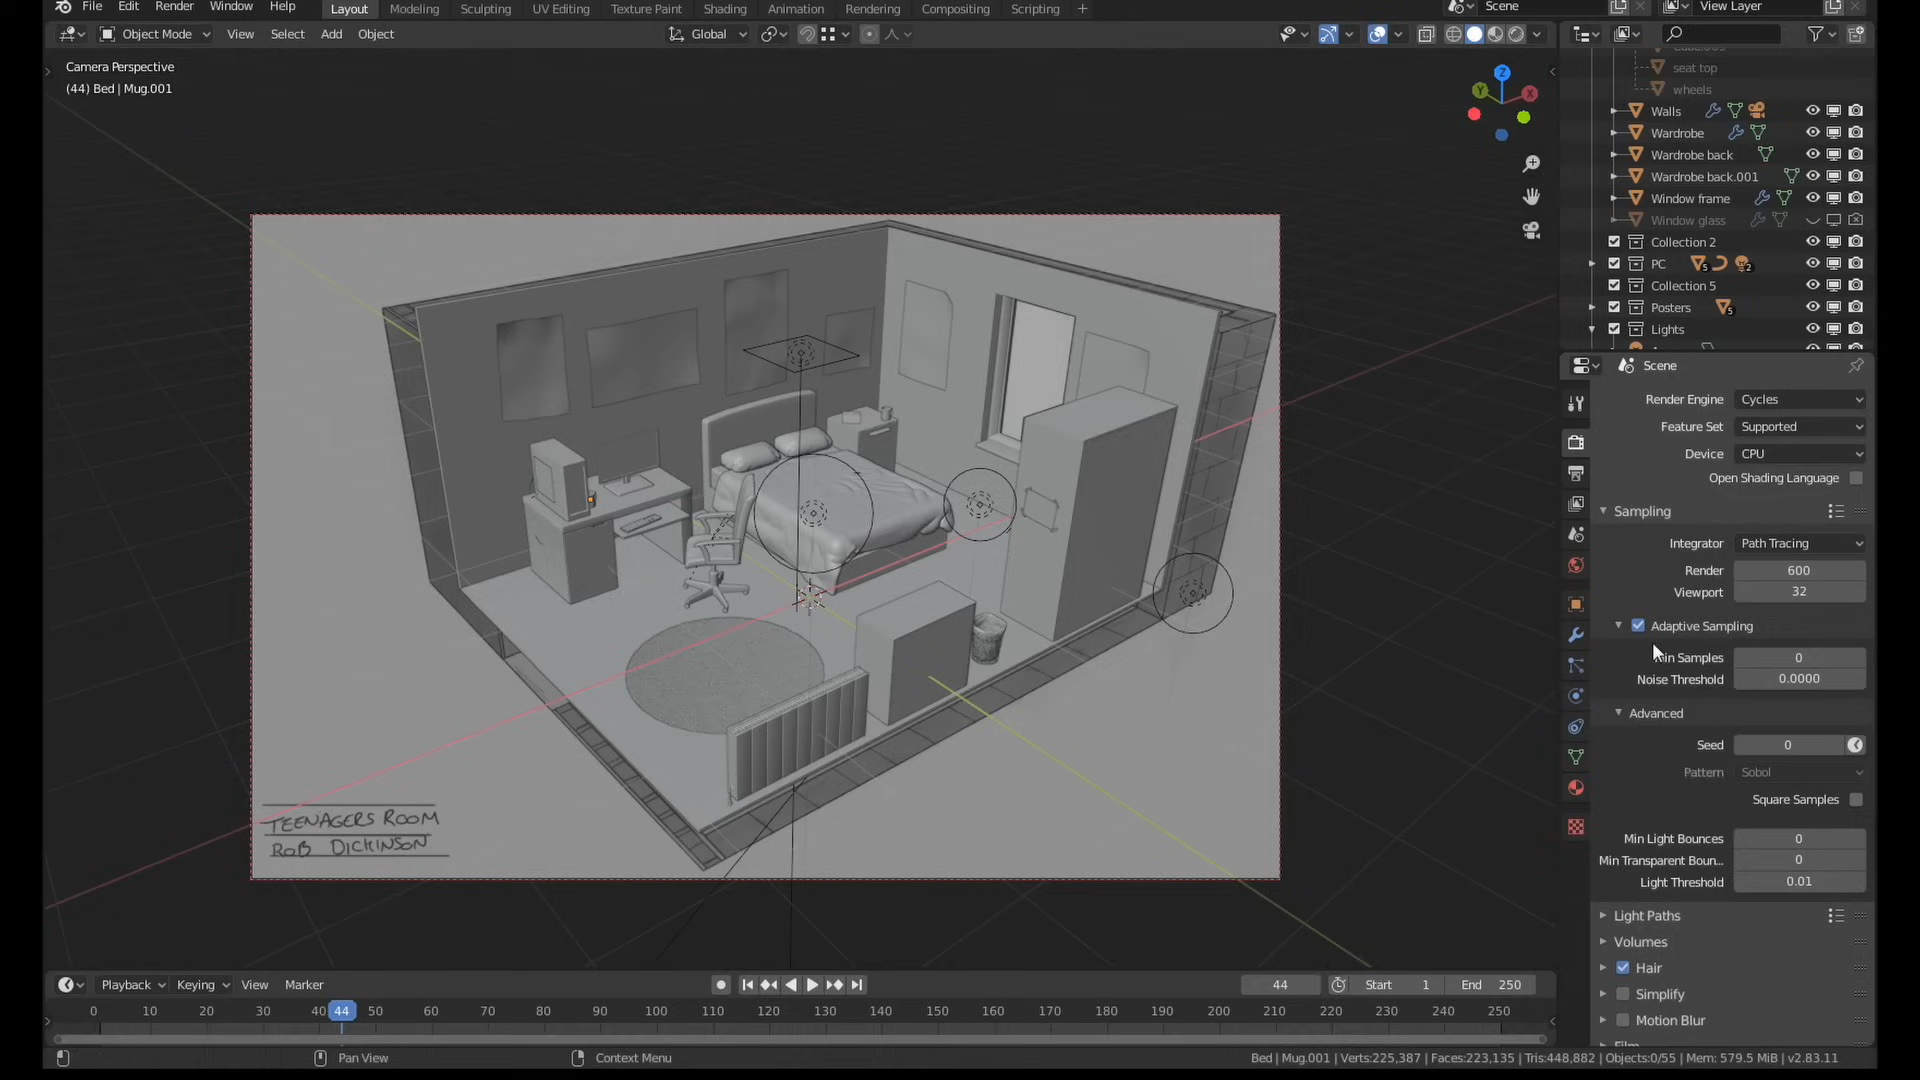 File Edit Render Window Help Layout Modeling Sculpting UV Editing Texture Paint Shading Animation Rendering Compositing Scripting + Scene View Layer
Object Mode View Select Add Object Global
Camera Perspective
(44) Bed | Mug.001
Z
Y
X
seat top
wheels
Walls
Wardrobe
Wardrobe back
Wardrobe back.001
Window frame
Window glass
Collection 2
PC 5 2
Collection 5
Posters 5
Lights
Scene
Render Engine Cycles
Feature Set Supported
Device CPU
Open Shading Language
Sampling
Integrator Path Tracing
Render 600
Viewport 32
Adaptive Sampling
Min Samples 0
Noise Threshold 0.0000
Advanced
Seed 0
Pattern Sobol
Square Samples
Min Light Bounces 0
Min Transparent Boun... 0
Light Threshold 0.01
Light Paths
Volumes
Hair
Simplify
Motion Blur
TEENAGERS ROOM
ROB DICKINSON
Playback Keying View Marker 44 Start 1 End 250
0 10 20 30 40 44 50 60 70 80 90 100 110 120 130 140 150 160 170 180 190 200 210 220 230 240 250
Pan View Context Menu Bed | Mug.001 | Verts:225,387 | Faces:223,135 | Tris:448,882 | Objects:0/55 | Mem: 579.5 MiB | v2.83.11